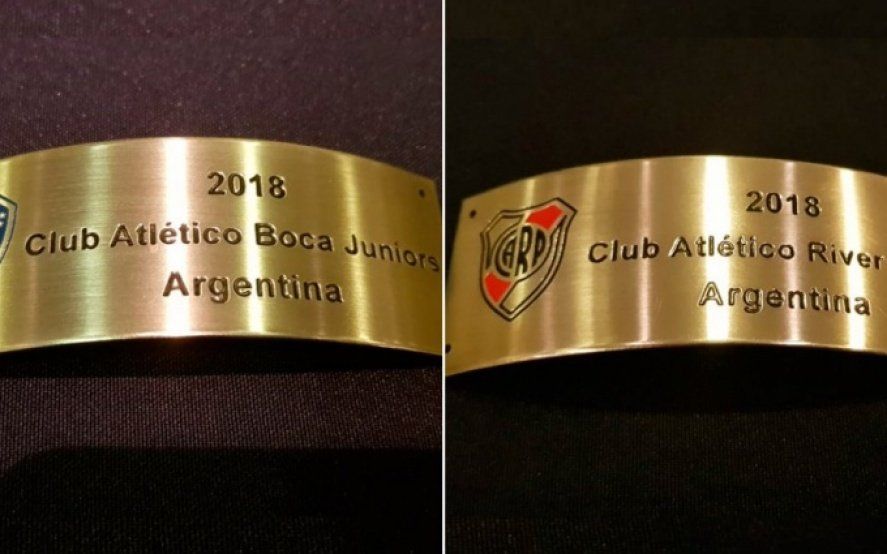 2018
Club Atlético Boca Juniors
Argentina
CARP
2018
Club Atlético River
Argentina